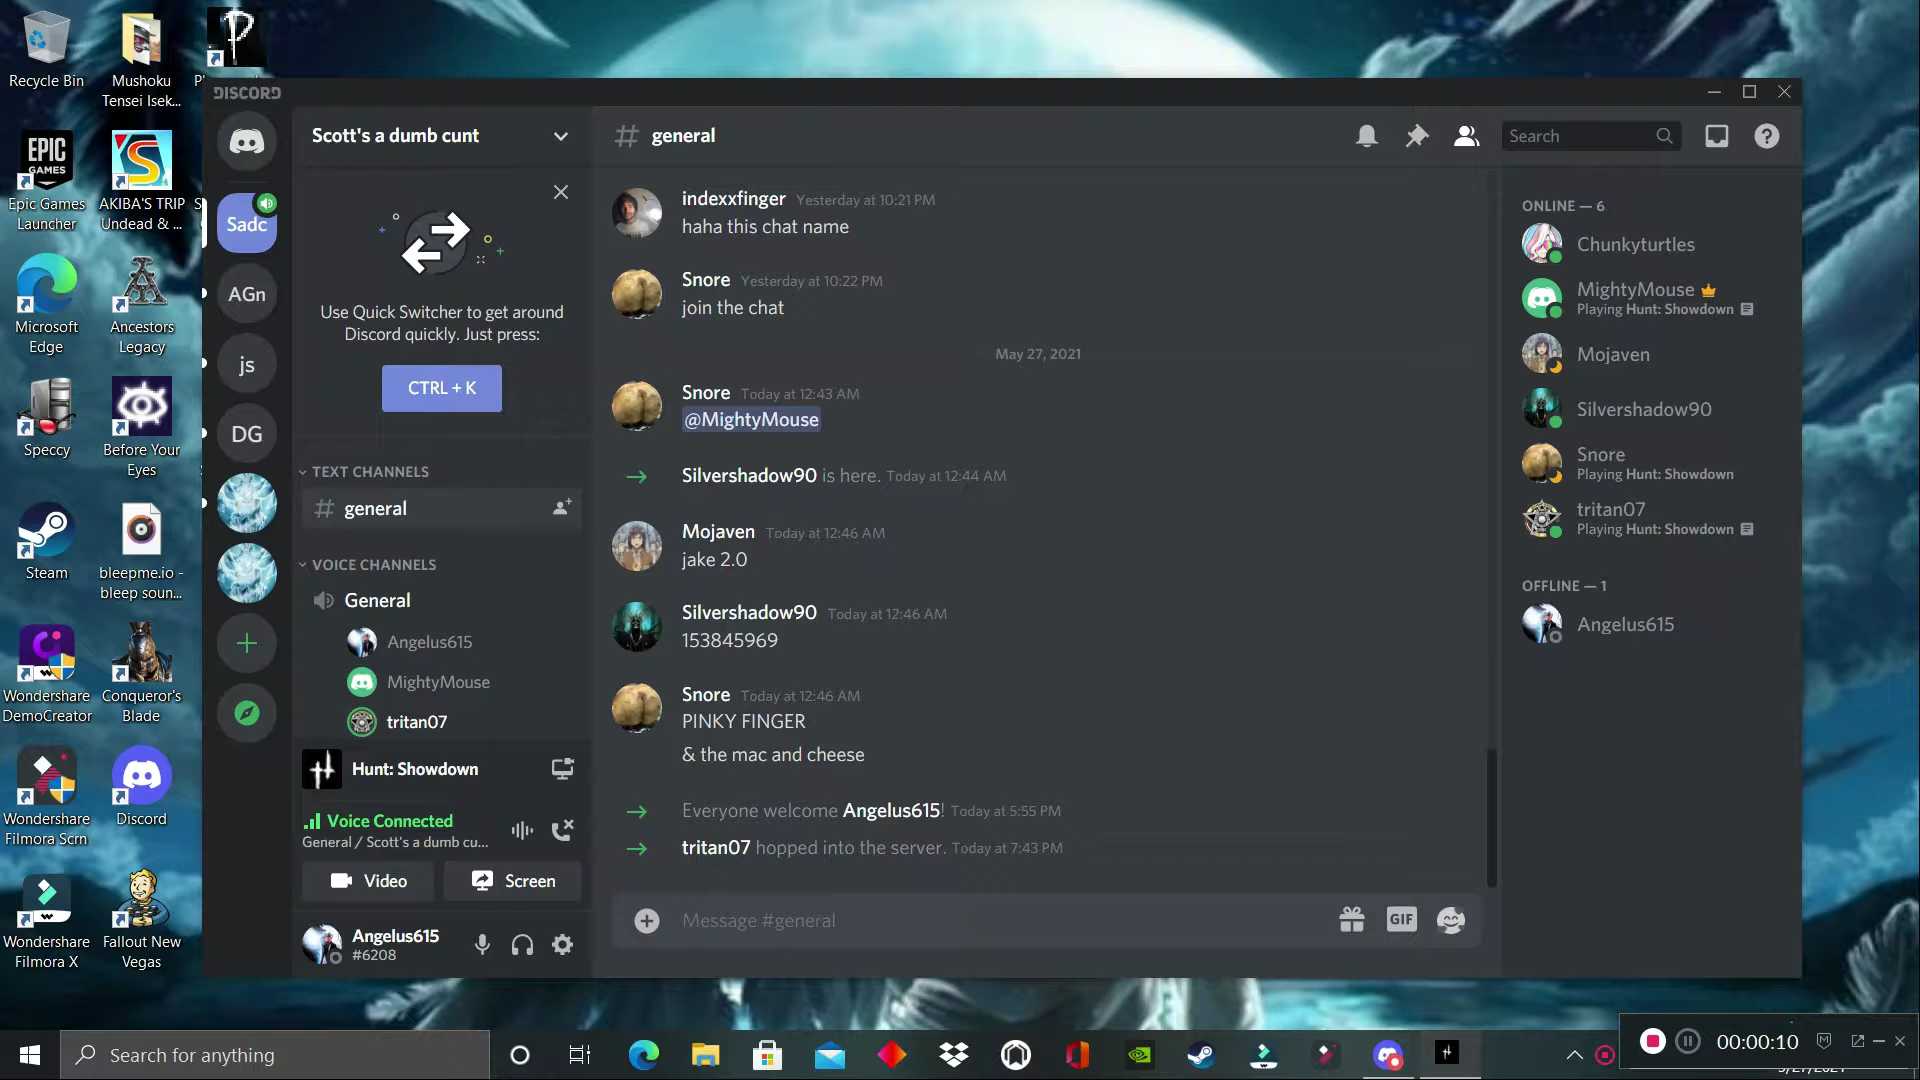 Recycle Bin
Mushoku
Tensei Isek...
EPIC
GAMES
Epic Games
Launcher
AKIBA'S TRIP
Undead & ...
Microsoft
Edge
Ancestors
Legacy
Speccy
Before Your
Eyes
Steam
bleepme.io -
bleep soun...
Wondershare
DemoCreator
Conqueror's
Blade
Wondershare
Filmora Scrn
Discord
Wondershare
Filmora X
Fallout New
Vegas
DISCORD
Sadc
AGn
js
DG
Scott's a dumb cunt
Use Quick Switcher to get around
Discord quickly. Just press:
CTRL + K
TEXT CHANNELS
general
VOICE CHANNELS
General
Angelus615
MightyMouse
tritan07
Hunt: Showdown
Voice Connected
General / Scott's a dumb cu...
Video
Screen
Angelus615
#6208
# general
Search
indexxfinger Yesterday at 10:21 PM
haha this chat name
Snore Yesterday at 10:22 PM
join the chat
May 27, 2021
Snore Today at 12:43 AM
@MightyMouse
Silvershadow90 is here. Today at 12:44 AM
Mojaven Today at 12:46 AM
jake 2.0
Silvershadow90 Today at 12:46 AM
153845969
Snore Today at 12:46 AM
PINKY FINGER
& the mac and cheese
Everyone welcome Angelus615! Today at 5:55 PM
tritan07 hopped into the server. Today at 7:43 PM
Message #general
GIF
ONLINE — 6
Chunkyturtles
MightyMouse
Playing Hunt: Showdown
Mojaven
Silvershadow90
Snore
Playing Hunt: Showdown
tritan07
Playing Hunt: Showdown
OFFLINE — 1
Angelus615
Search for anything
00:00:10